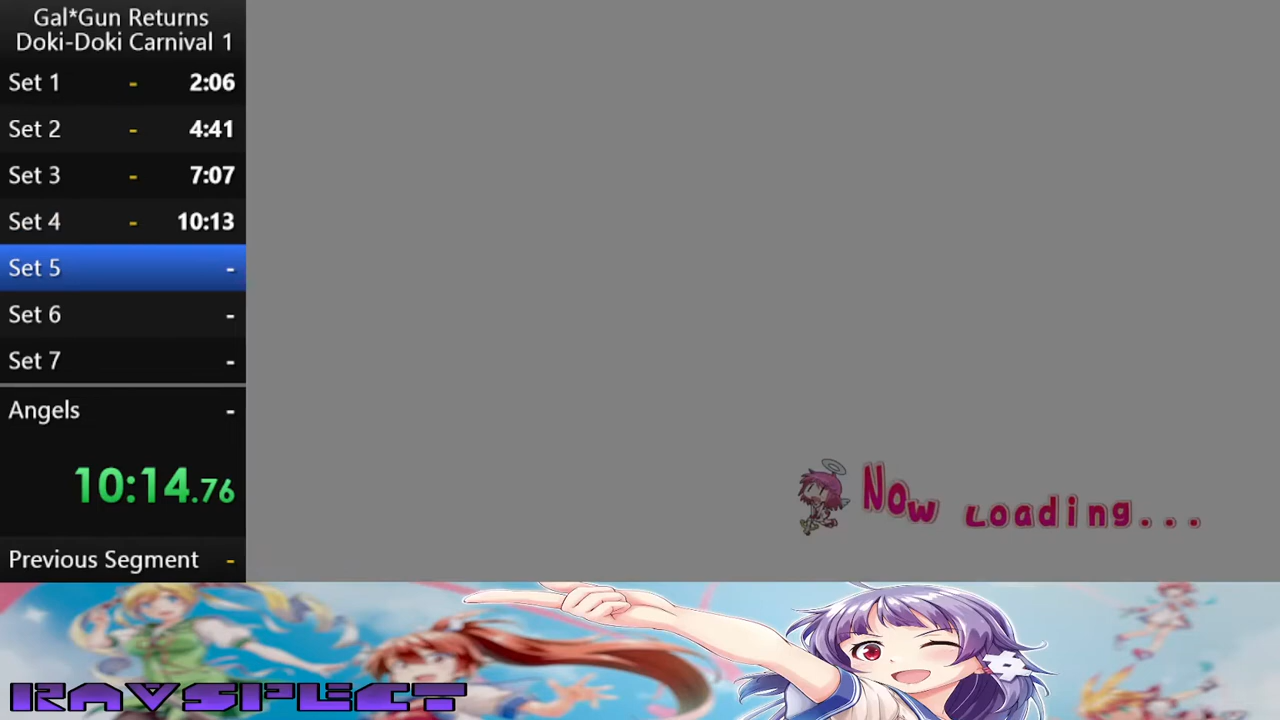 Gal*Gun Returns
Doki-Doki Carnival 1
Set 1 - 2:06
Set 2 - 4:41
Set 3 - 7:07
Set 4 - 10:13
Set 5 -
Set 6 -
Set 7 -
Angels -
10:14.76
Previous Segment -
Now Loading...
RAVSPLECT